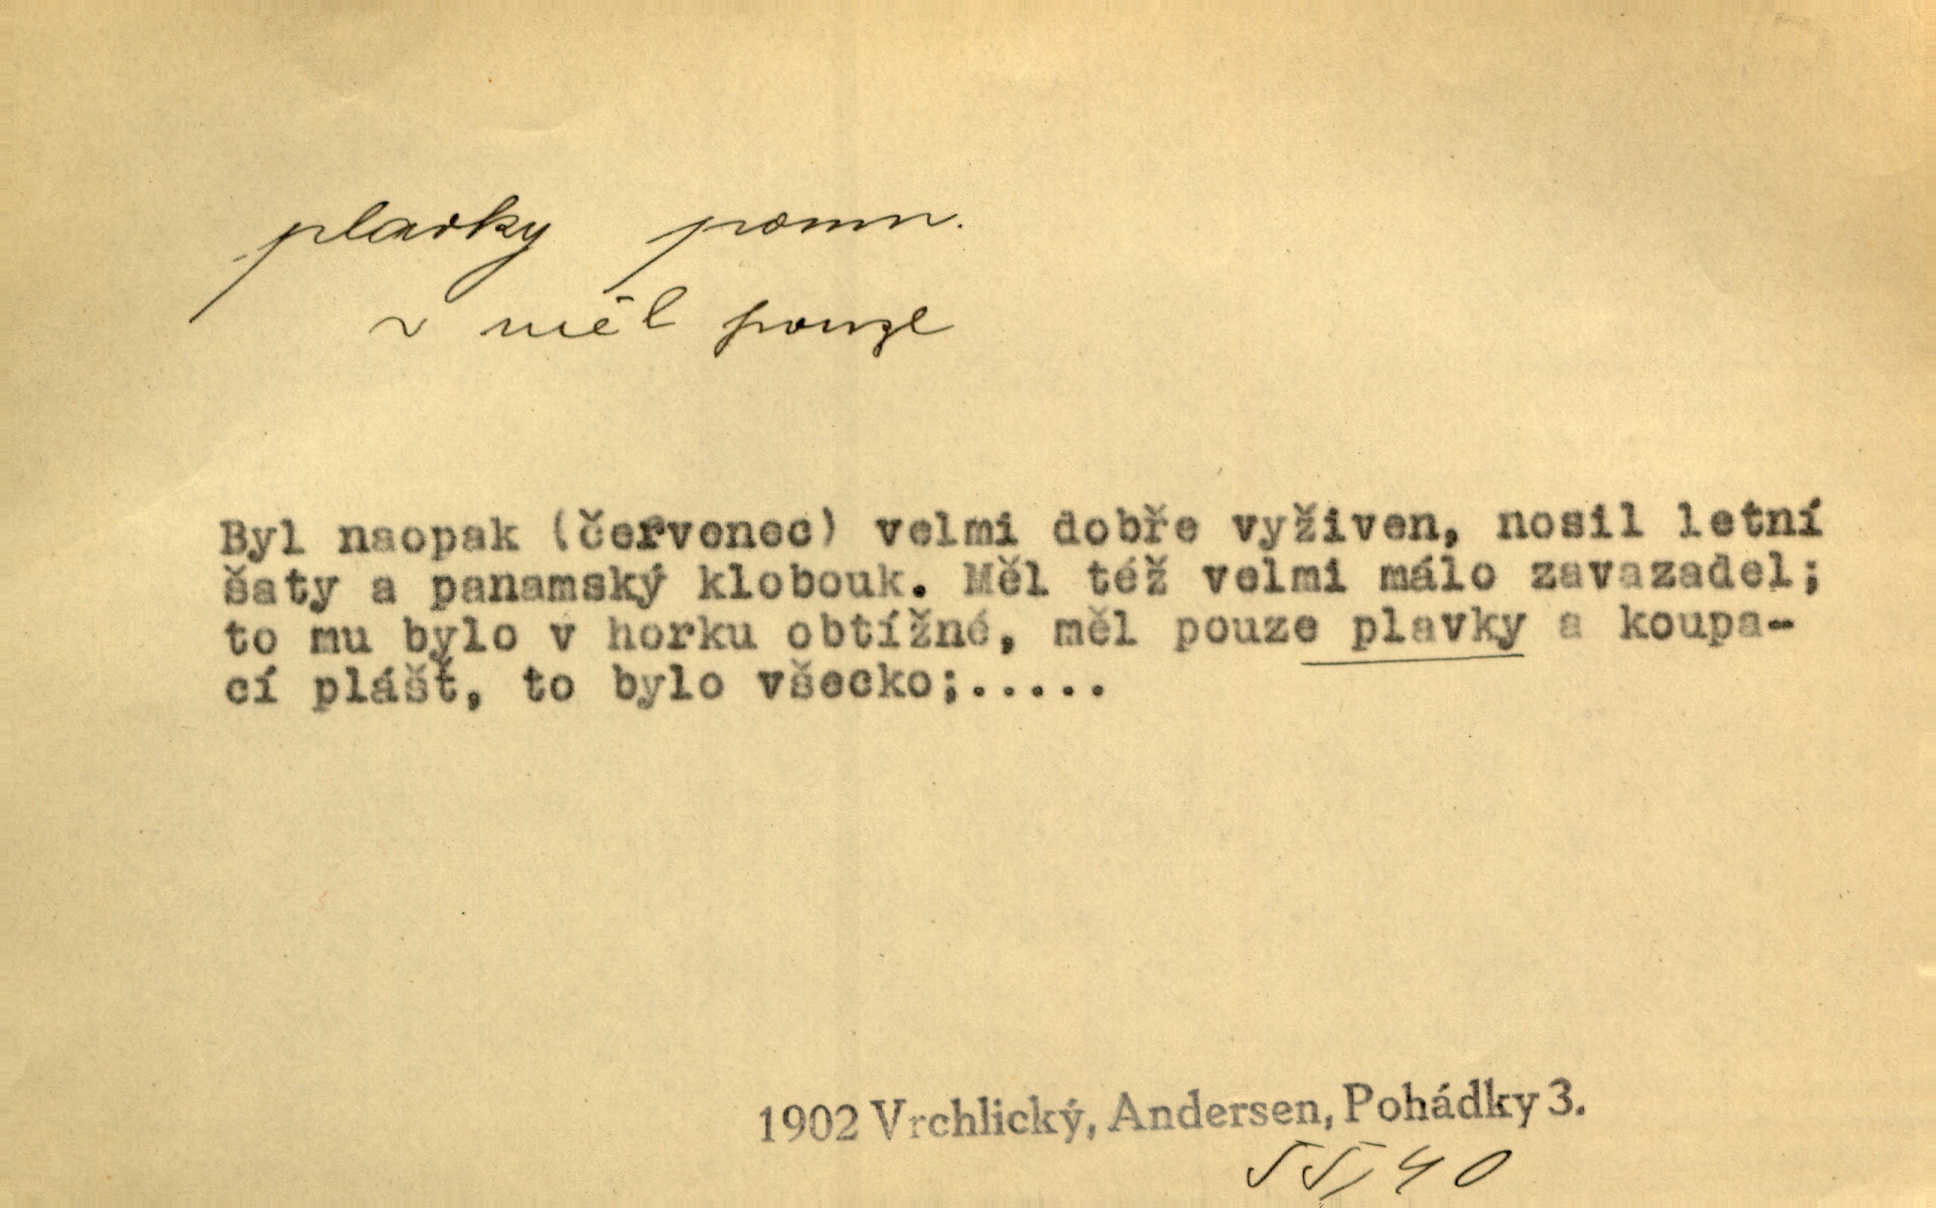 plavky pomn.
~ měl pouze
Byl naopak (červenec) velmi dobře vyživen, nosil letní
šaty a panamský klobouk. Měl též velmi málo zavazadel;
to mu bylo v horku obtížné, měl pouze plavky a koupa-
cí plášť, to bylo všecko;.....
1902 Vrchlický, Andersen, Pohádky 3.
55/40